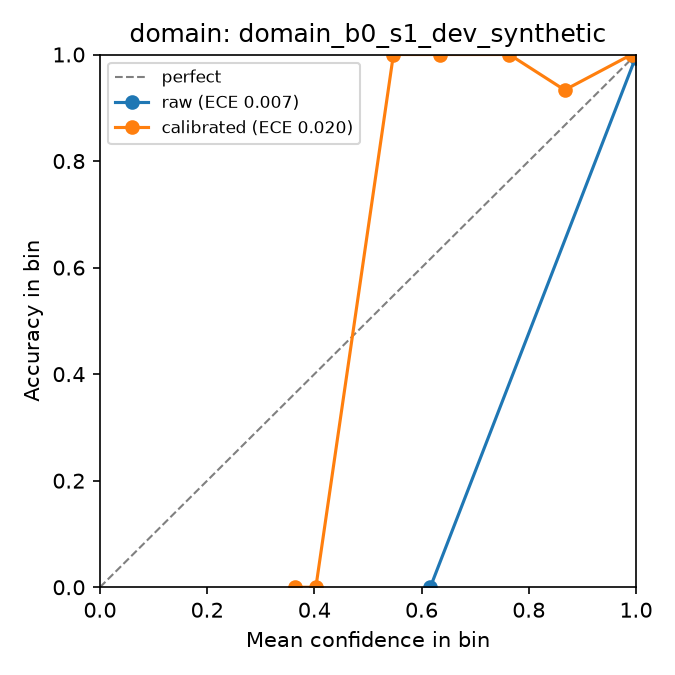 domain: domain_b0_s1_dev_synthetic
perfect
raw (ECE 0.007)
calibrated (ECE 0.020)
1.0
0.8
0.6
0.4
0.2
0.0
Accuracy in bin
0.0 0.2 0.4 0.6 0.8 1.0
Mean confidence in bin